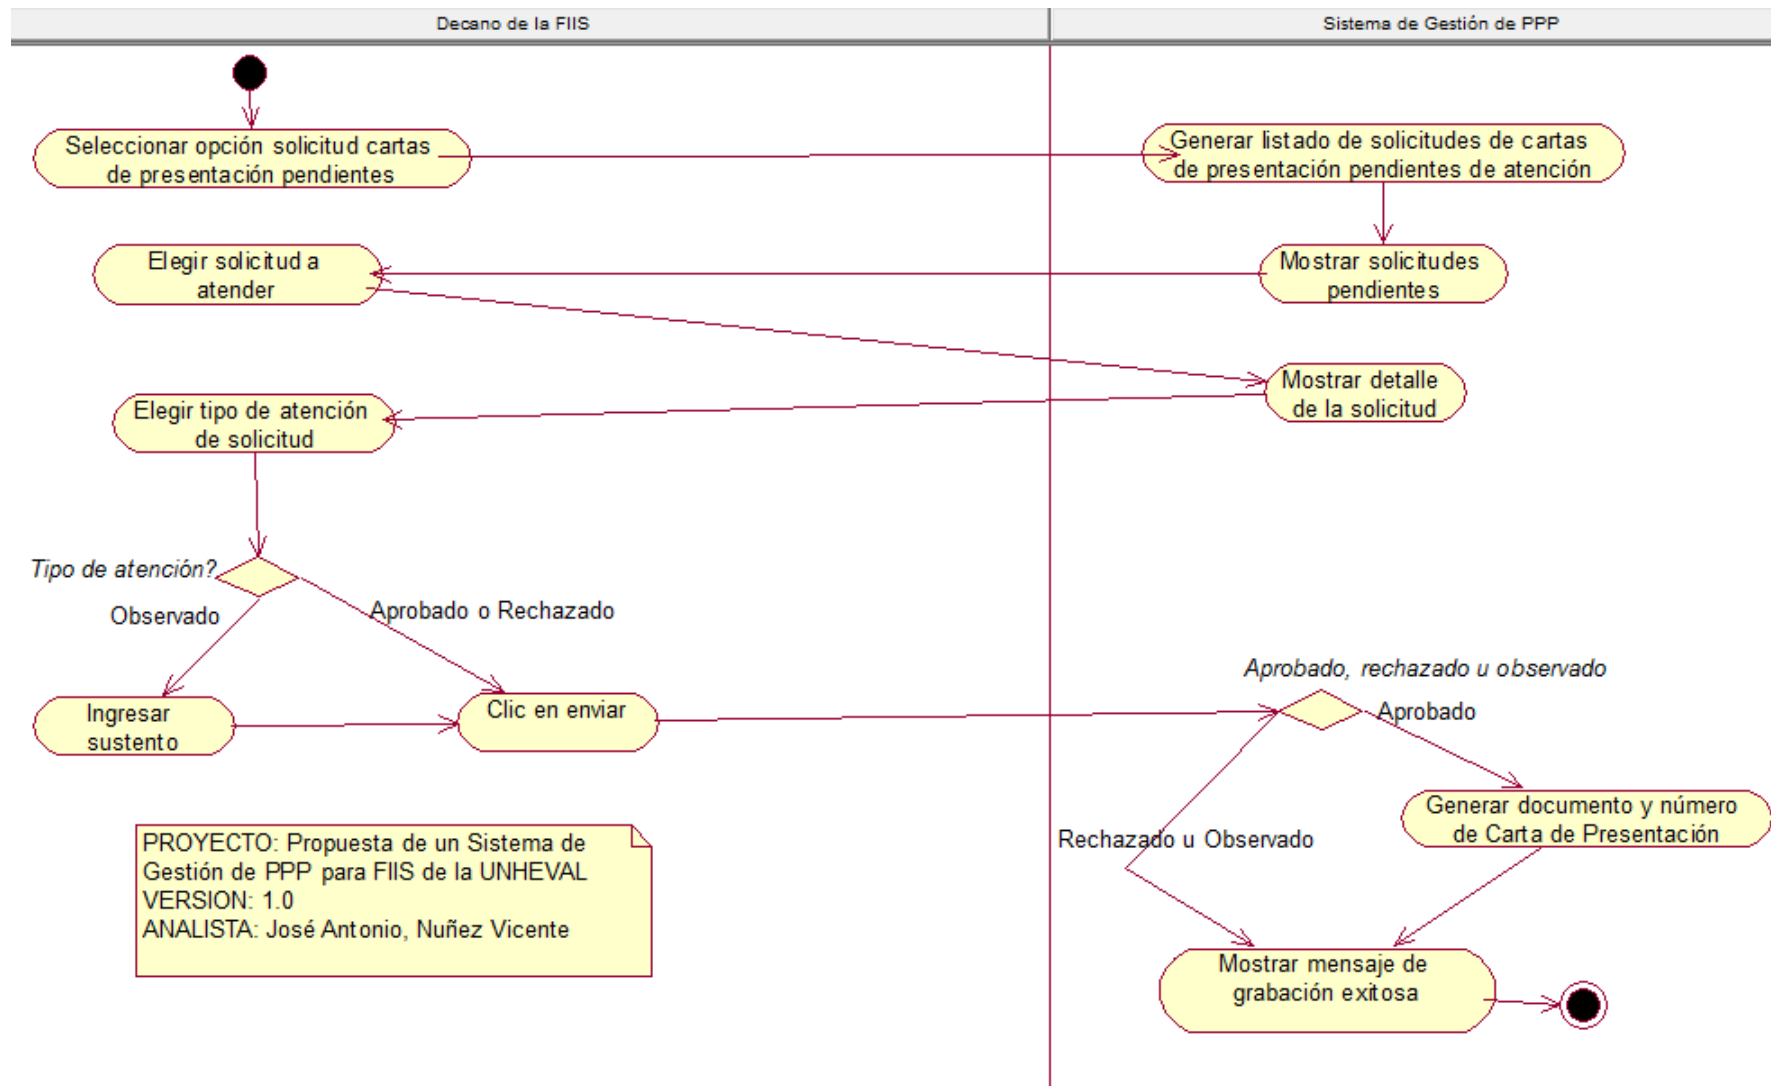 Decano de la FIIS
Sistema de Gestión de PPP
Seleccionar opción solicitud cartas
de presentación pendientes
Generar listado de solicitudes de cartas
de presentación pendientes de atención
Elegir solicitud a
atender
Mostrar solicitudes
pendientes
Mostrar detalle
de la solicitud
Elegir tipo de atención
de solicitud
Tipo de atención?
Observado
Aprobado o Rechazado
Ingresar
sustento
Clic en enviar
Aprobado, rechazado u observado
Aprobado
Rechazado u Observado
Generar documento y número
de Carta de Presentación
Mostrar mensaje de
grabación exitosa
PROYECTO: Propuesta de un Sistema de
Gestión de PPP para FIIS de la UNHEVAL
VERSION: 1.0
ANALISTA: José Antonio, Nuñez Vicente